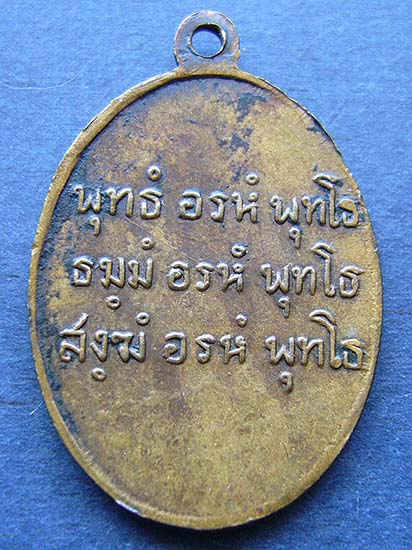 พุทธํ อรหํ พุทโธ
ธมฺมํ อรหํ พุทโธ
สงฺฆํ อรหํ พุทโธ